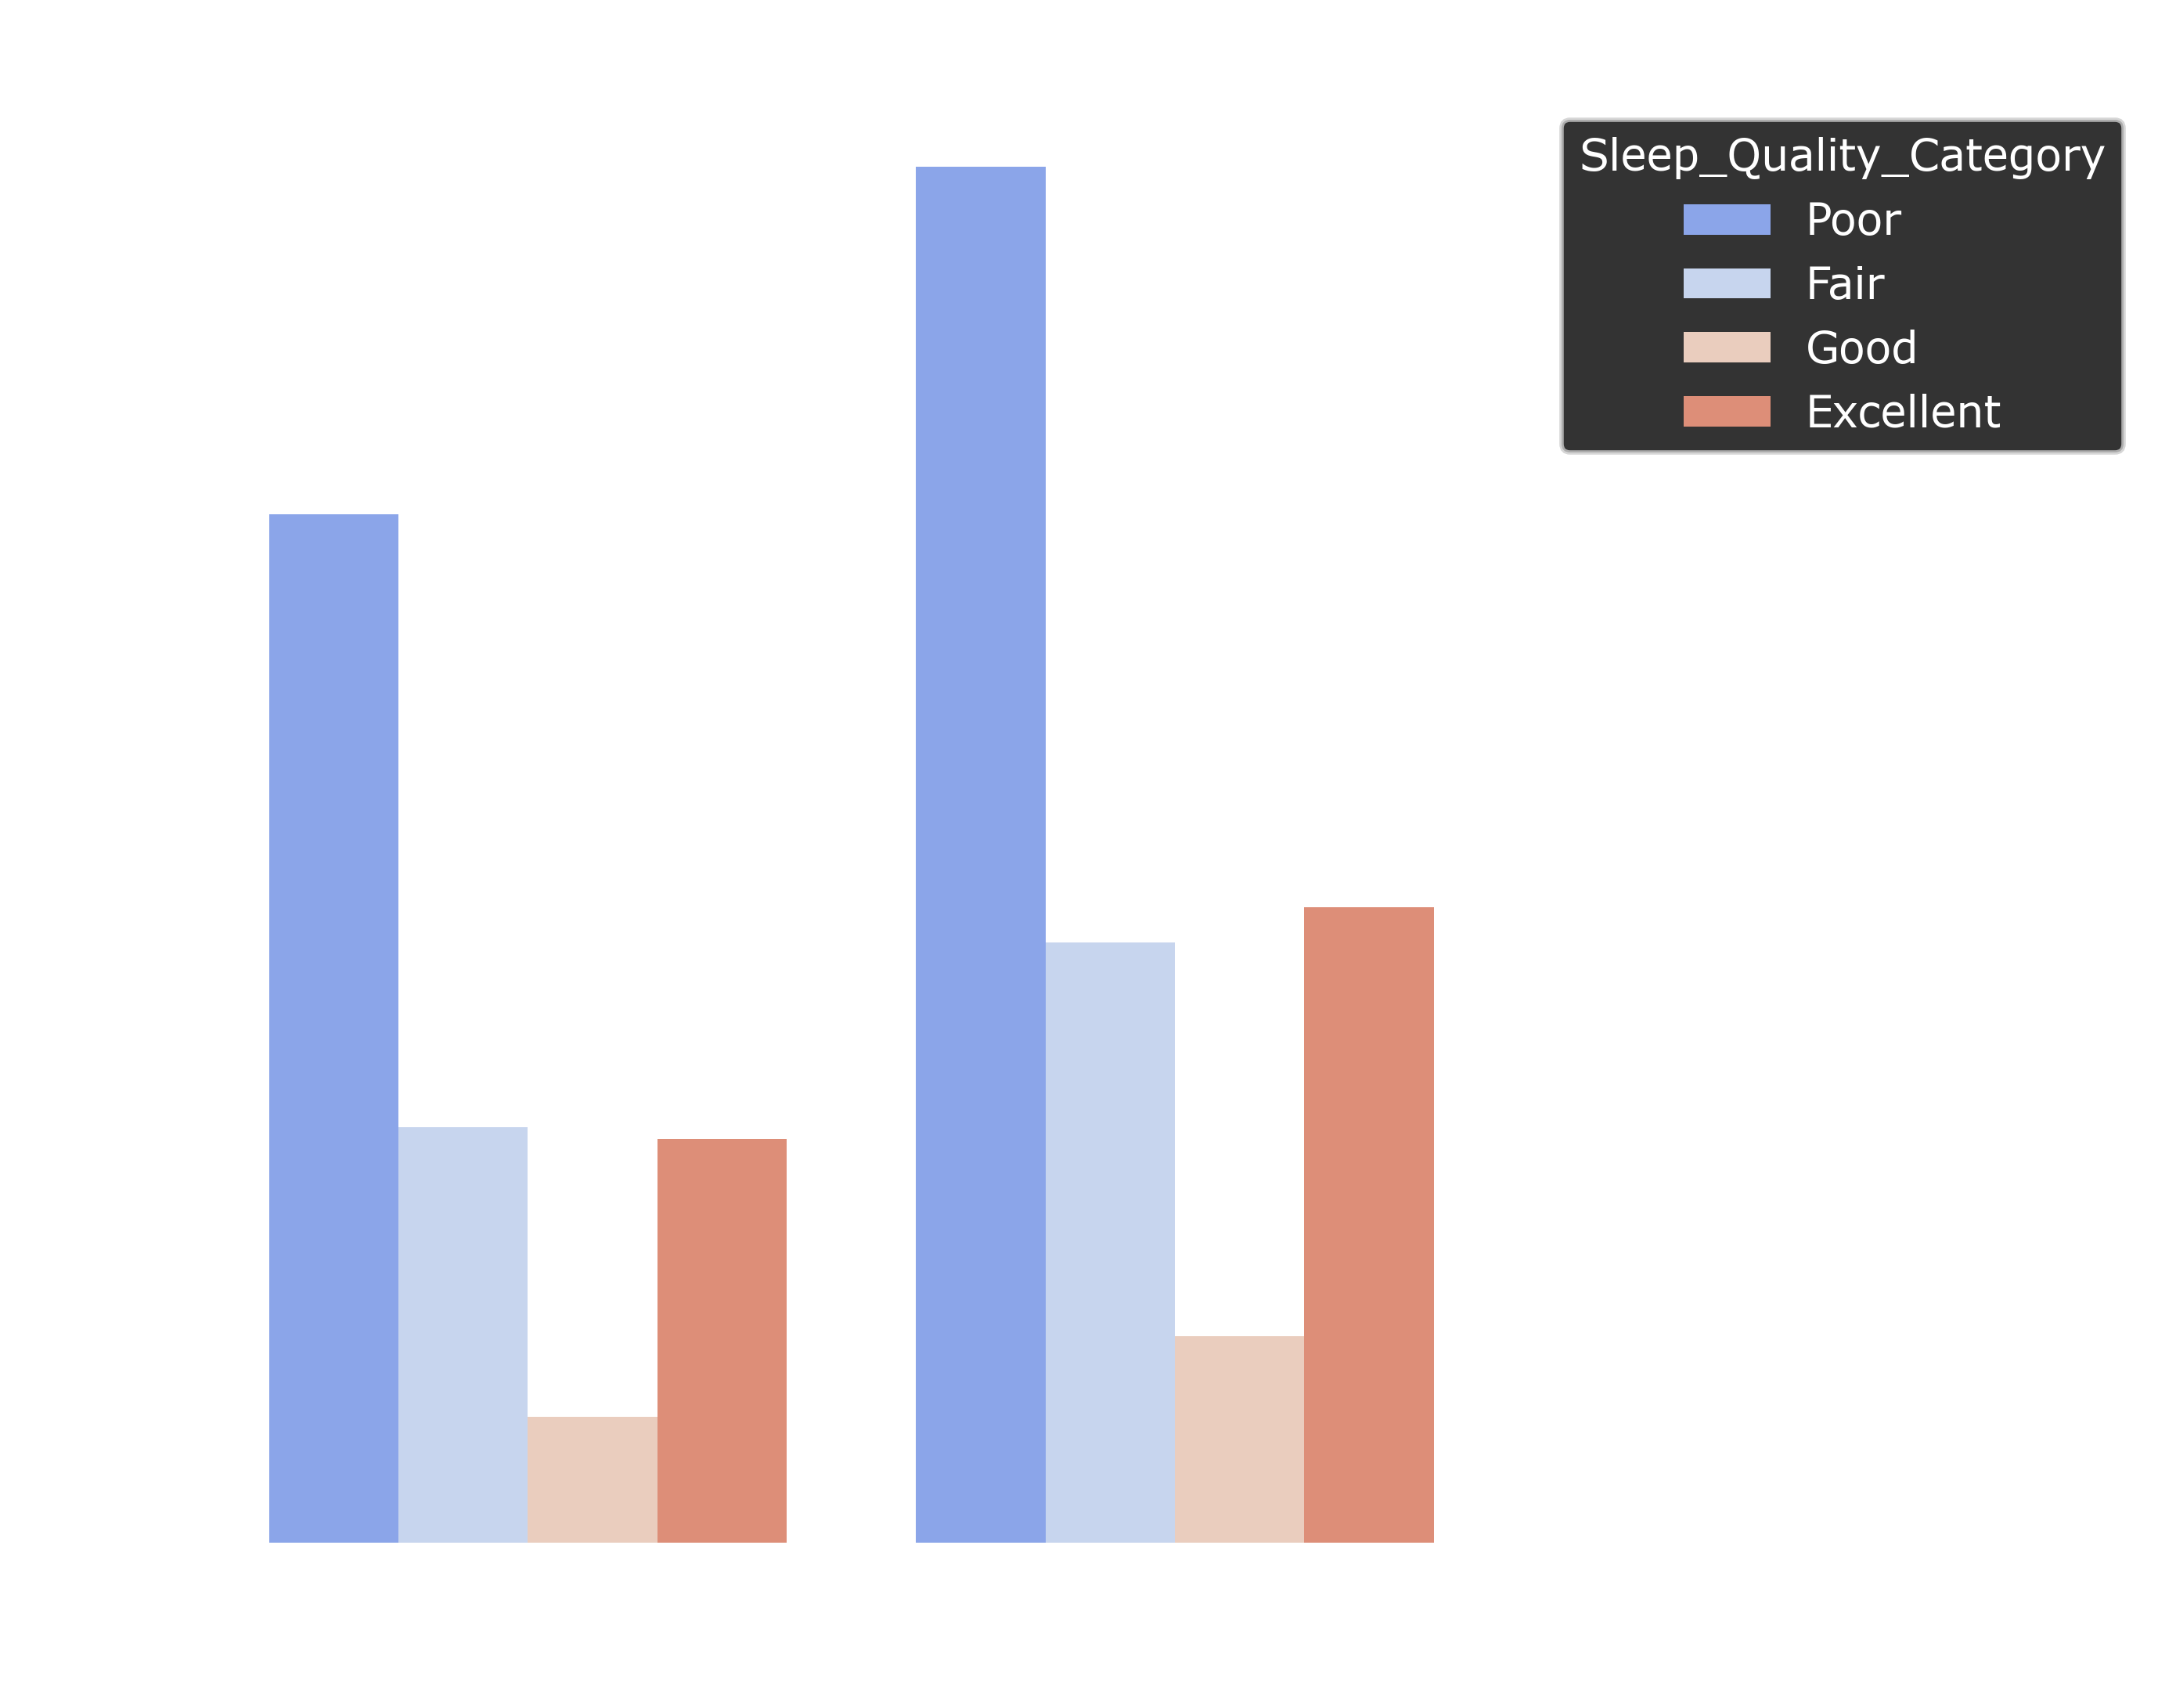 Sleep_Quality_Category
Poor
Fair
Good
Excellent